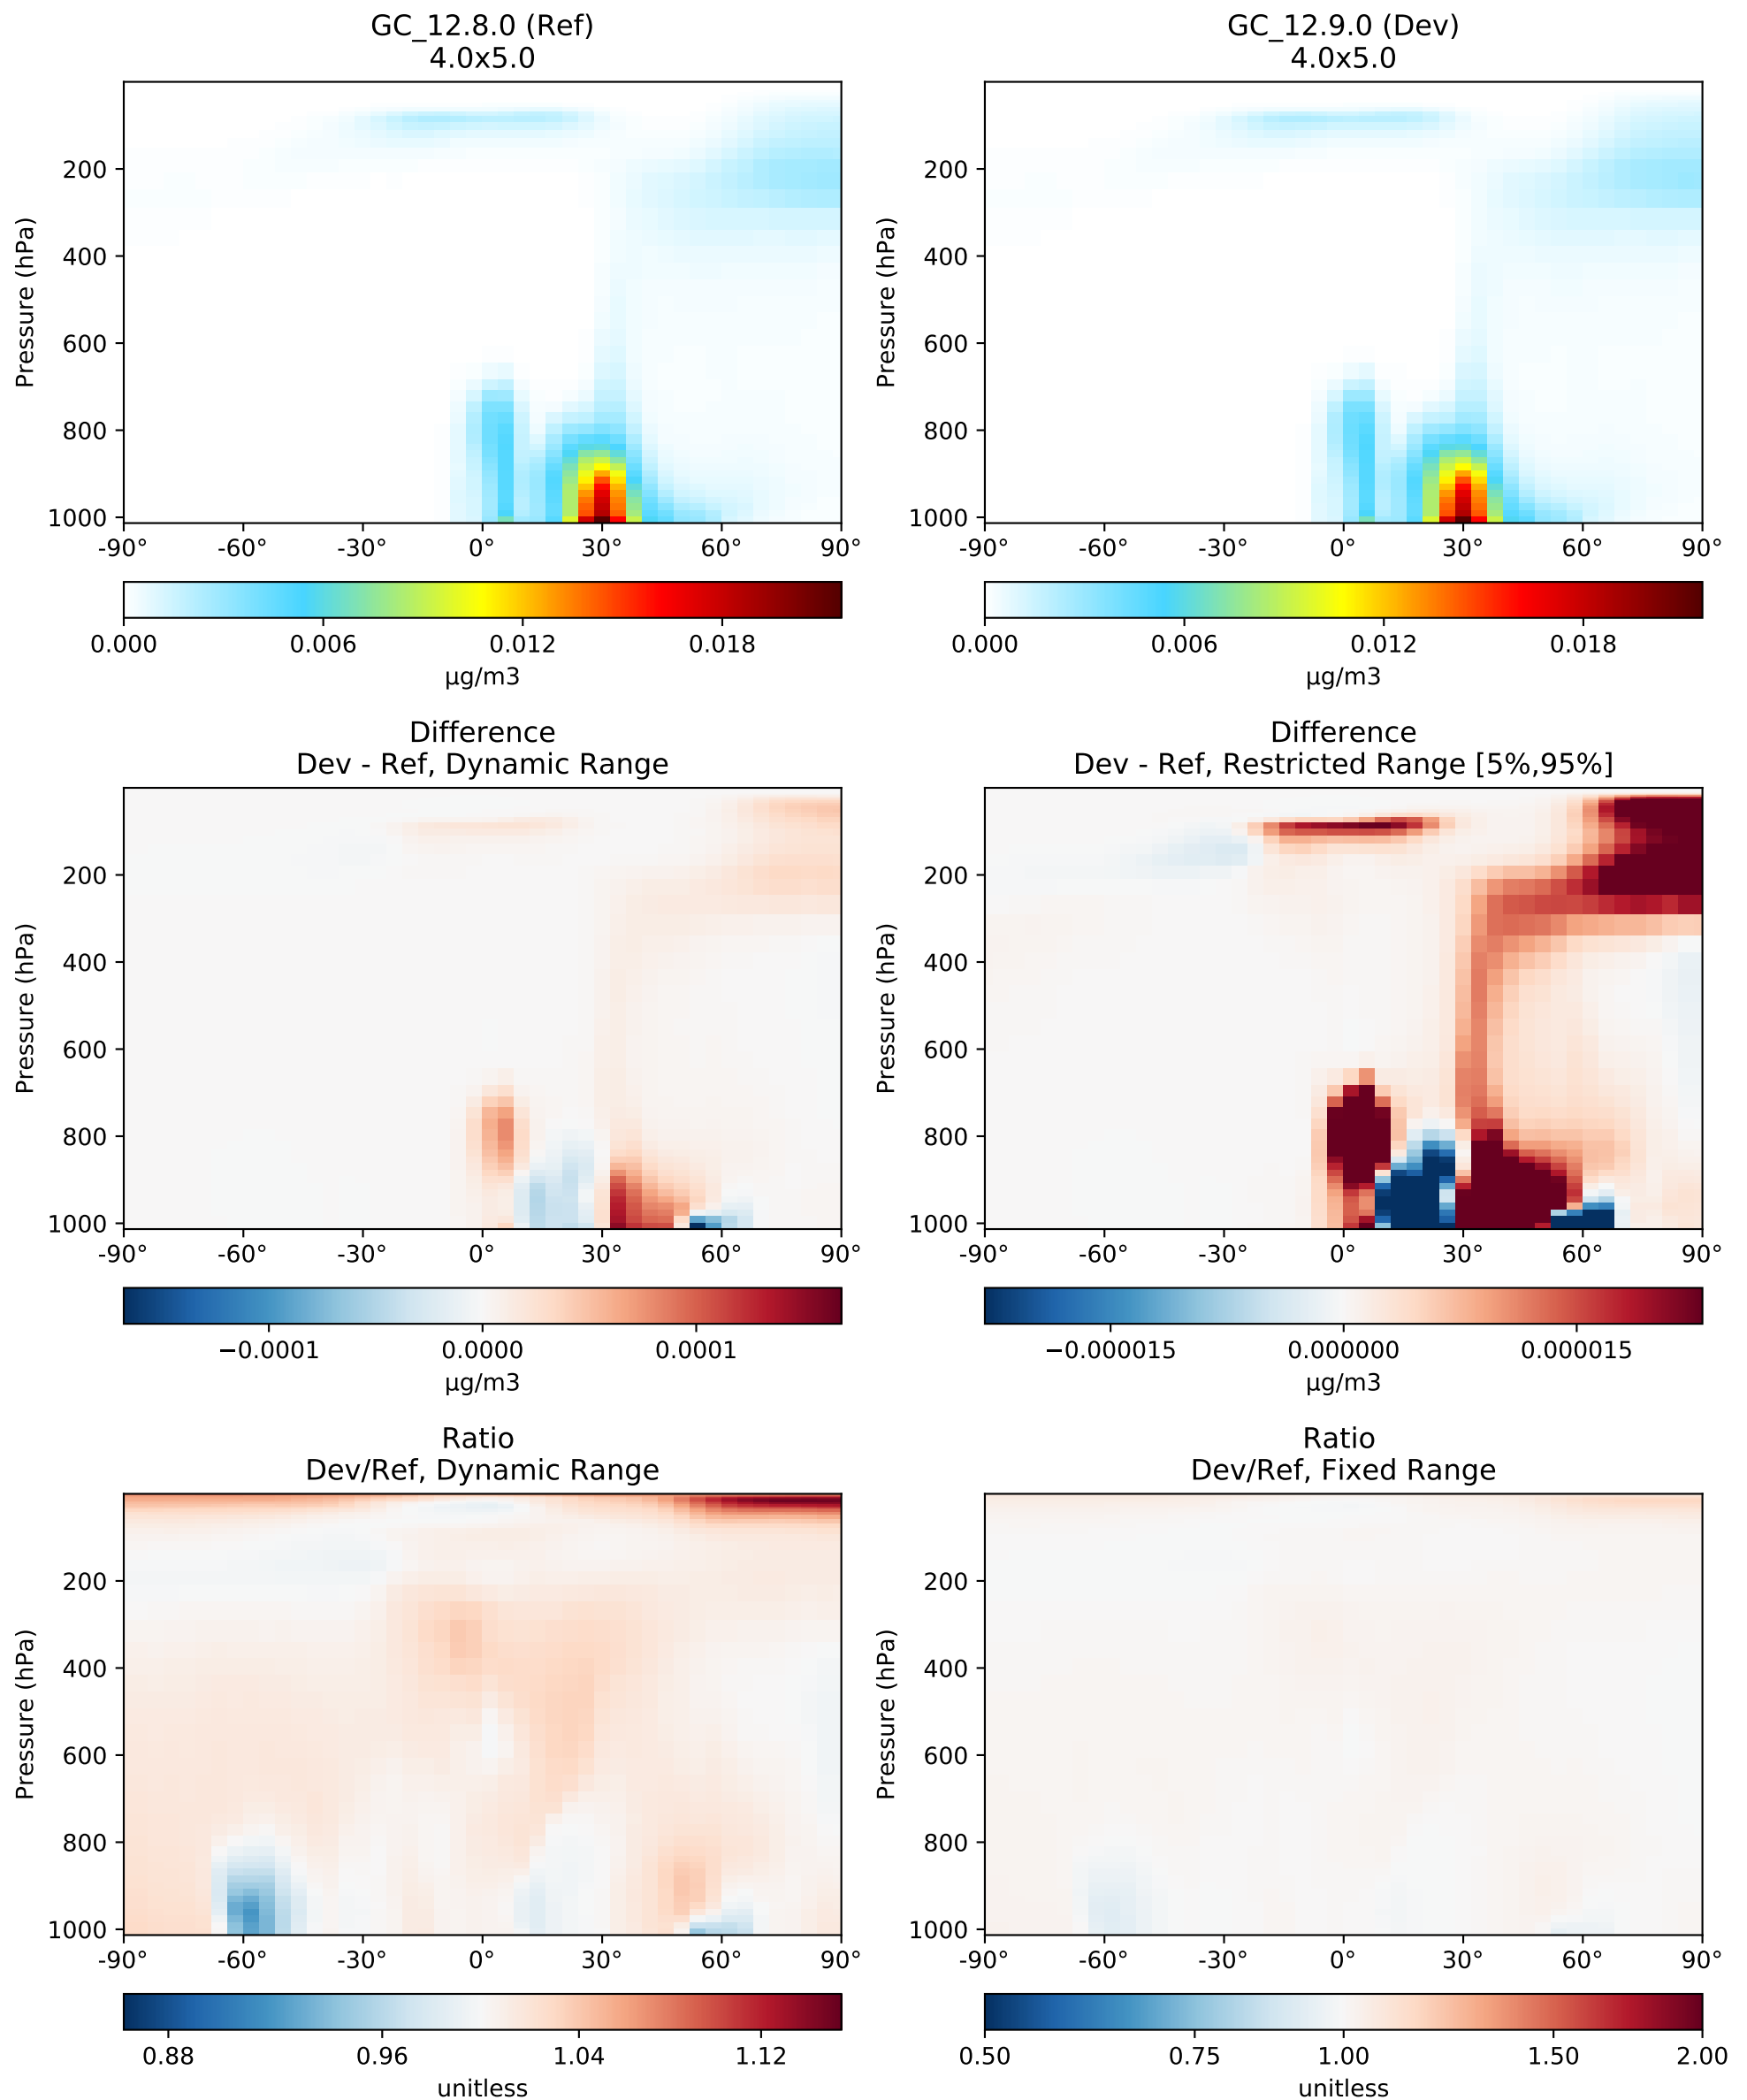 GC_12.8.0 (Ref)
4.0x5.0
Pressure (hPa)
200
400
600
800
1000
-90° -60° -30° 0° 30° 60° 90°
0.000 0.006 0.012 0.018
μg/m3
GC_12.9.0 (Dev)
4.0x5.0
Pressure (hPa)
200
400
600
800
1000
-90° -60° -30° 0° 30° 60° 90°
0.000 0.006 0.012 0.018
μg/m3
Difference
Dev - Ref, Dynamic Range
Pressure (hPa)
200
400
600
800
1000
-90° -60° -30° 0° 30° 60° 90°
−0.0001 0.0000 0.0001
μg/m3
Difference
Dev - Ref, Restricted Range [5%,95%]
Pressure (hPa)
200
400
600
800
1000
-90° -60° -30° 0° 30° 60° 90°
−0.000015 0.000000 0.000015
μg/m3
Ratio
Dev/Ref, Dynamic Range
Pressure (hPa)
200
400
600
800
1000
-90° -60° -30° 0° 30° 60° 90°
0.88 0.96 1.04 1.12
unitless
Ratio
Dev/Ref, Fixed Range
Pressure (hPa)
200
400
600
800
1000
-90° -60° -30° 0° 30° 60° 90°
0.50 0.75 1.00 1.50 2.00
unitless